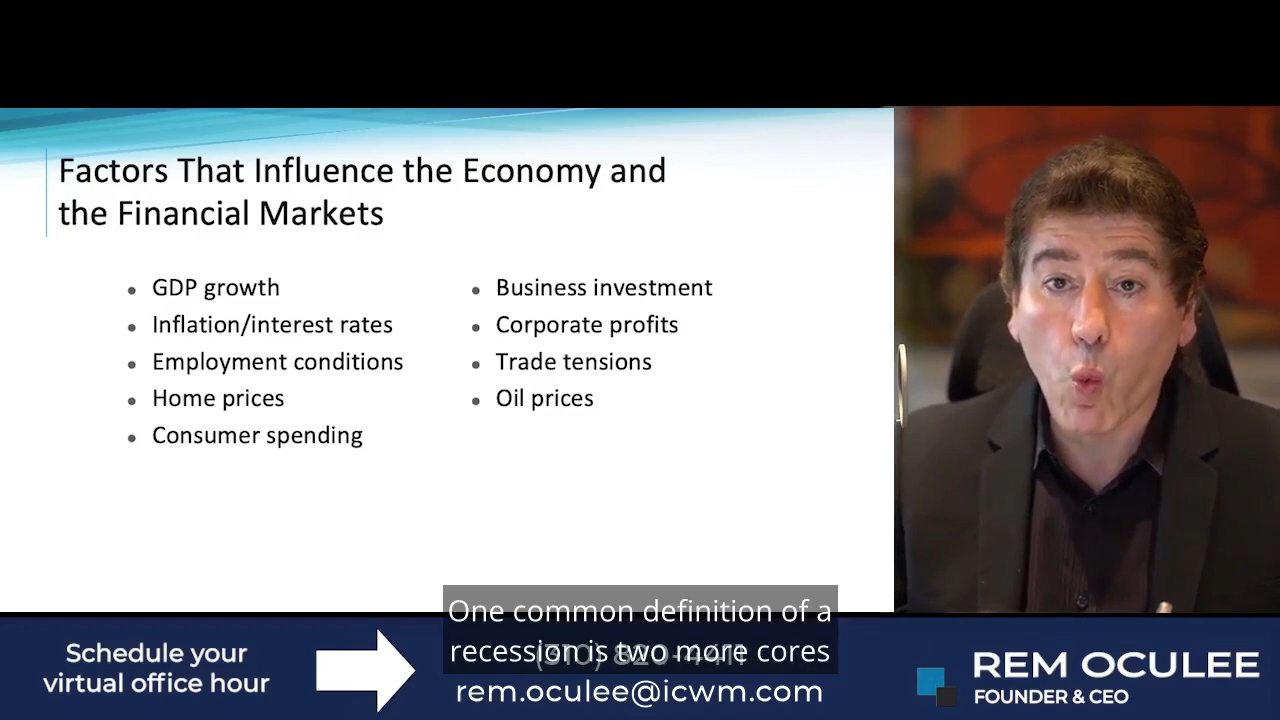 Factors That Influence the Economy and
the Financial Markets
• GDP growth
• Inflation/interest rates
• Employment conditions
• Home prices
• Consumer spending
• Business investment
• Corporate profits
• Trade tensions
• Oil prices
One common definition of a
recession is two more cores
Schedule your
virtual office hour
rem.oculee@icwm.com
REM OCULEE
FOUNDER & CEO